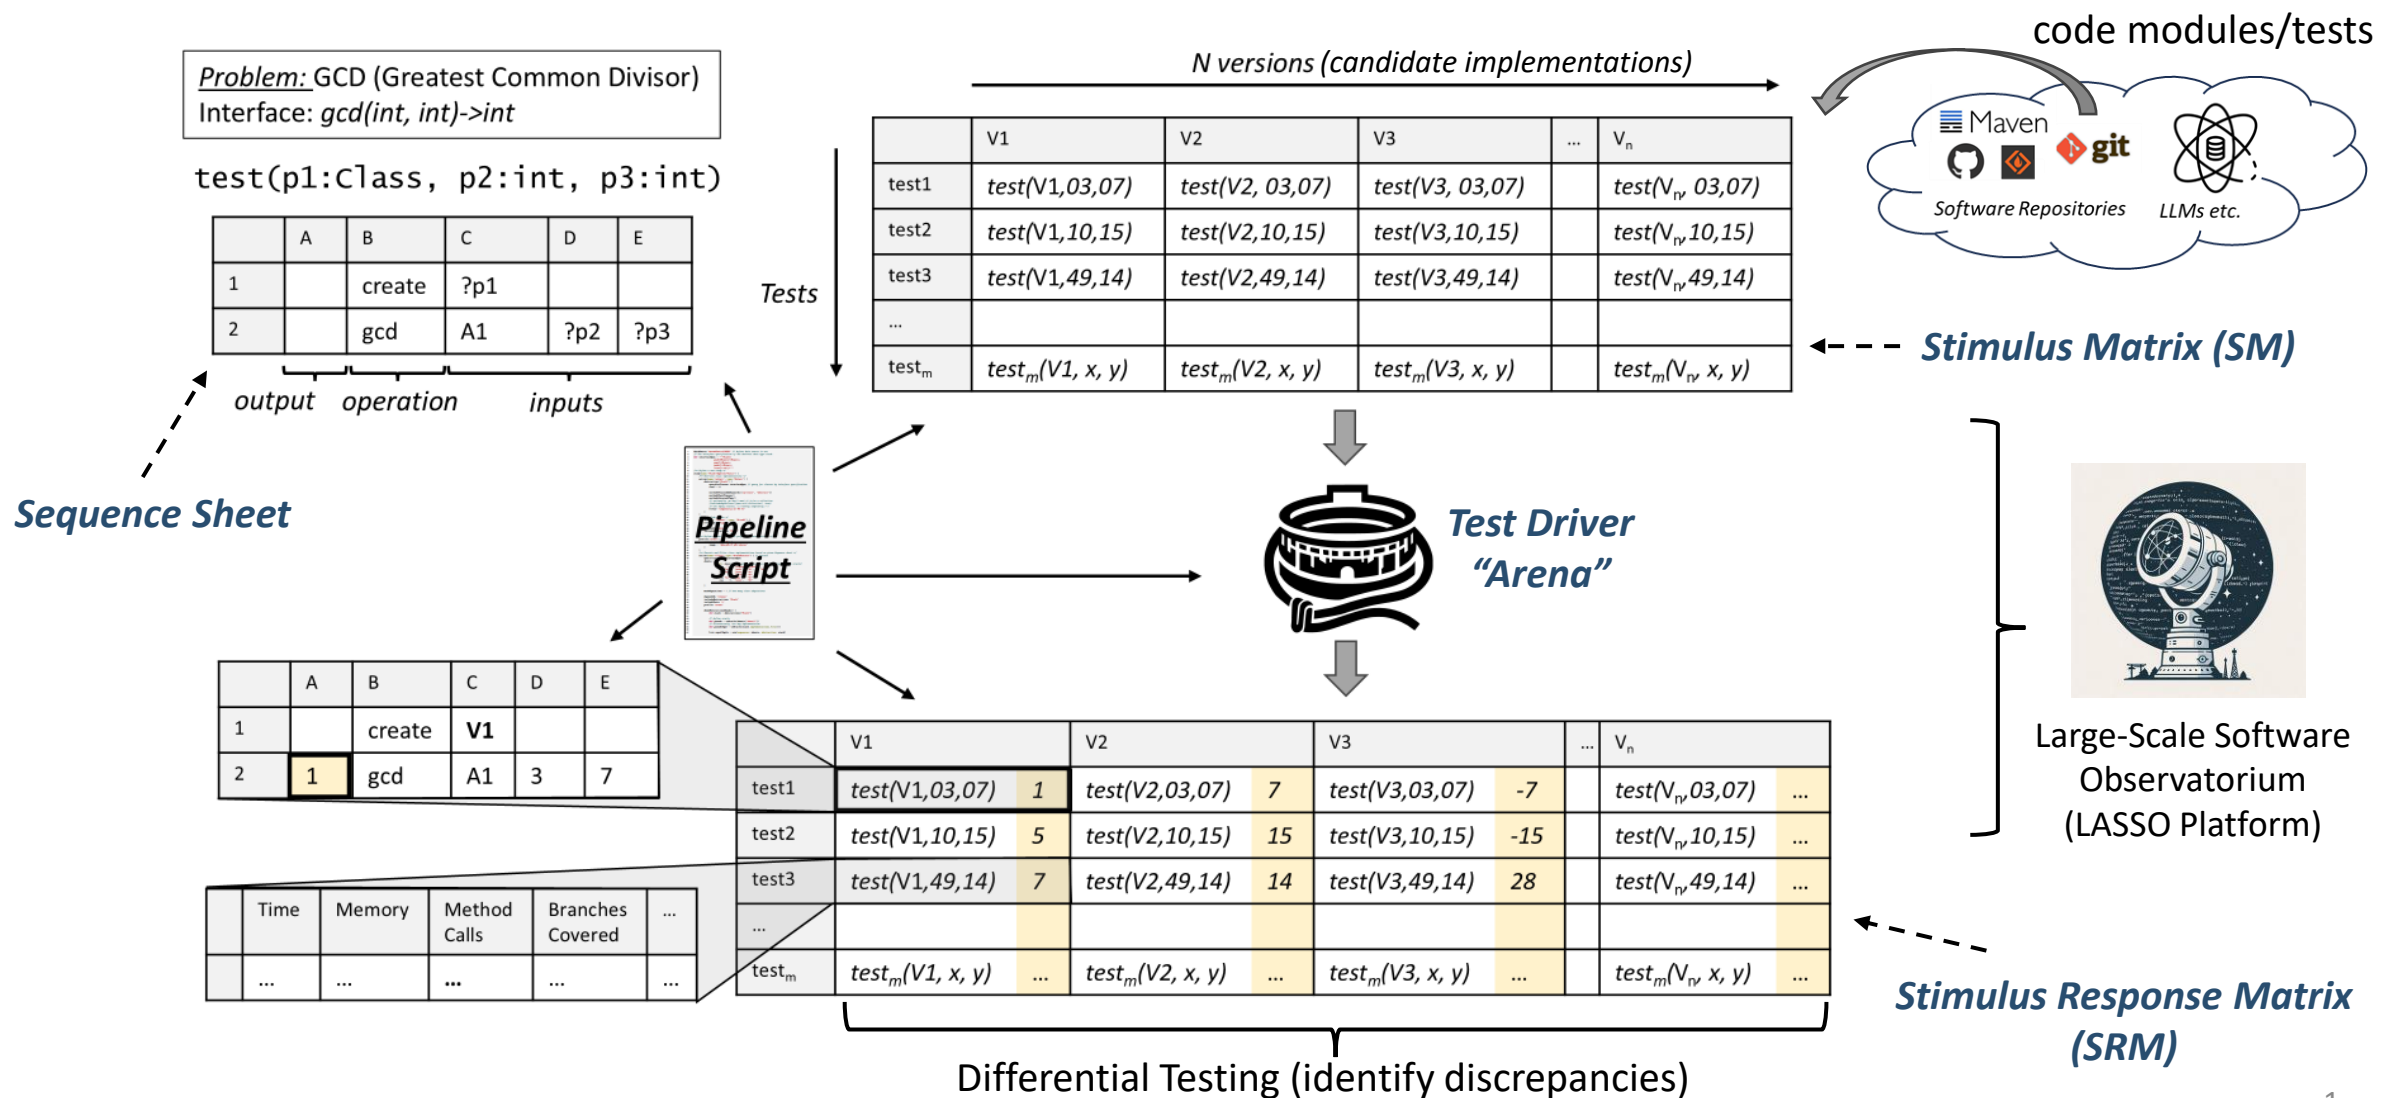 code modules/tests
Problem: GCD (Greatest Common Divisor)
Interface: gcd(int, int)->int
N versions (candidate implementations)
Maven
git
Software Repositories LLMs etc.
test(p1:Class, p2:int, p3:int)
A B C D E
1 create ?p1
2 gcd A1 ?p2 ?p3
output operation inputs
Sequence Sheet
Tests
V1 V2 V3 ... Vn
test1 test(V1,03,07) test(V2, 03,07) test(V3, 03,07) test(Vn, 03,07)
test2 test(V1,10,15) test(V2,10,15) test(V3,10,15) test(Vn,10,15)
test3 test(V1,49,14) test(V2,49,14) test(V3,49,14) test(Vn,49,14)
...
testm testm(V1, x, y) testm(V2, x, y) testm(V3, x, y) testm(Vn, x, y)
Stimulus Matrix (SM)
Pipeline
Script
Test Driver
“Arena”
Large-Scale Software
Observatorium
(LASSO Platform)
A B C D E
1 create V1
2 1 gcd A1 3 7
Time Memory Method Calls Branches Covered ...
... ... ... ... ...
V1 V2 V3 ... Vn
test1 test(V1,03,07) 1 test(V2,03,07) 7 test(V3,03,07) -7 test(Vn,03,07) ...
test2 test(V1,10,15) 5 test(V2,10,15) 15 test(V3,10,15) -15 test(Vn,10,15) ...
test3 test(V1,49,14) 7 test(V2,49,14) 14 test(V3,49,14) 28 test(Vn,49,14) ...
...
testm testm(V1, x, y) ... testm(V2, x, y) ... testm(V3, x, y) ... testm(Vn, x, y) ...
Stimulus Response Matrix
(SRM)
Differential Testing (identify discrepancies)